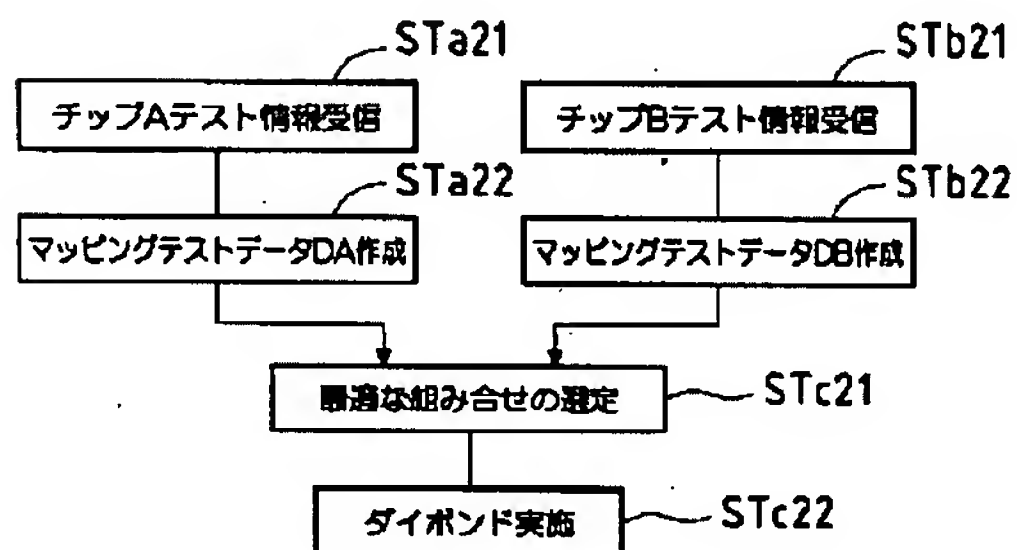 STa21
STb21
チップAテスト情報受信
チップBテスト情報受信
STa22
STb22
マッピングテストデータDA作成
マッピングテストデータDB作成
最適な組み合せの選定
STc21
ダイボンド実施
STc22